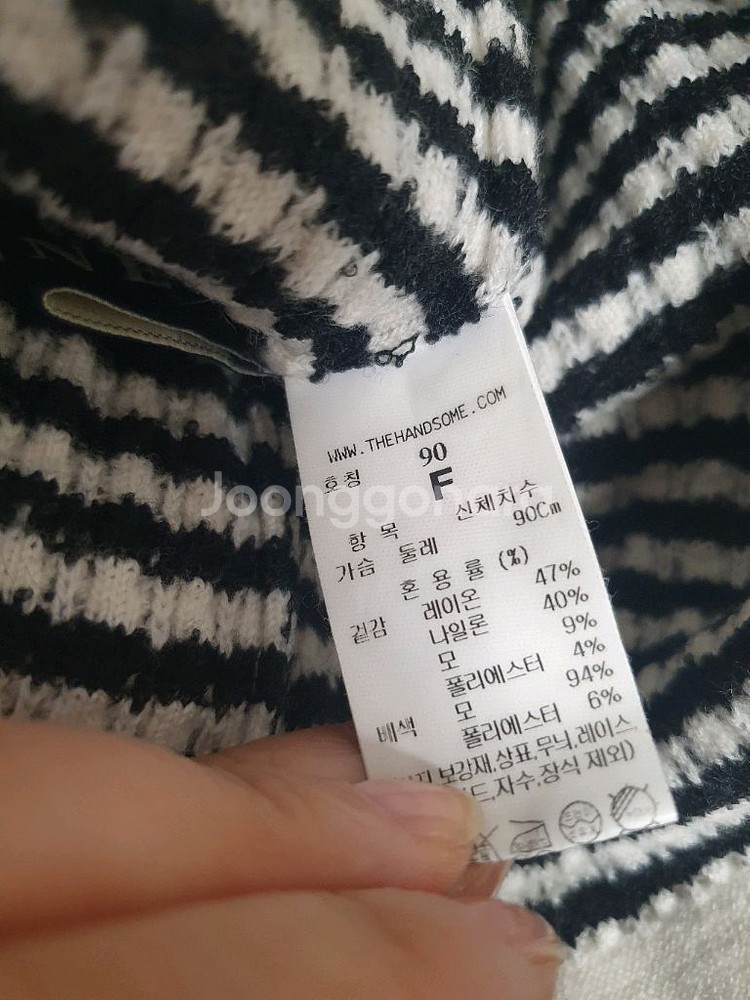 WWW.THEHANDSOME.COM
호칭 90
F
항 목 신체치수
가슴 둘레 90Cm
혼 용 률 (%)
겉감 레이온 47%
나일론 40%
모 9%
폴리에스터 4%
배색 모 94%
폴리에스터 6%
보강재,상표,무늬,레이스
드,자수,장식 제외)
Joonggonara